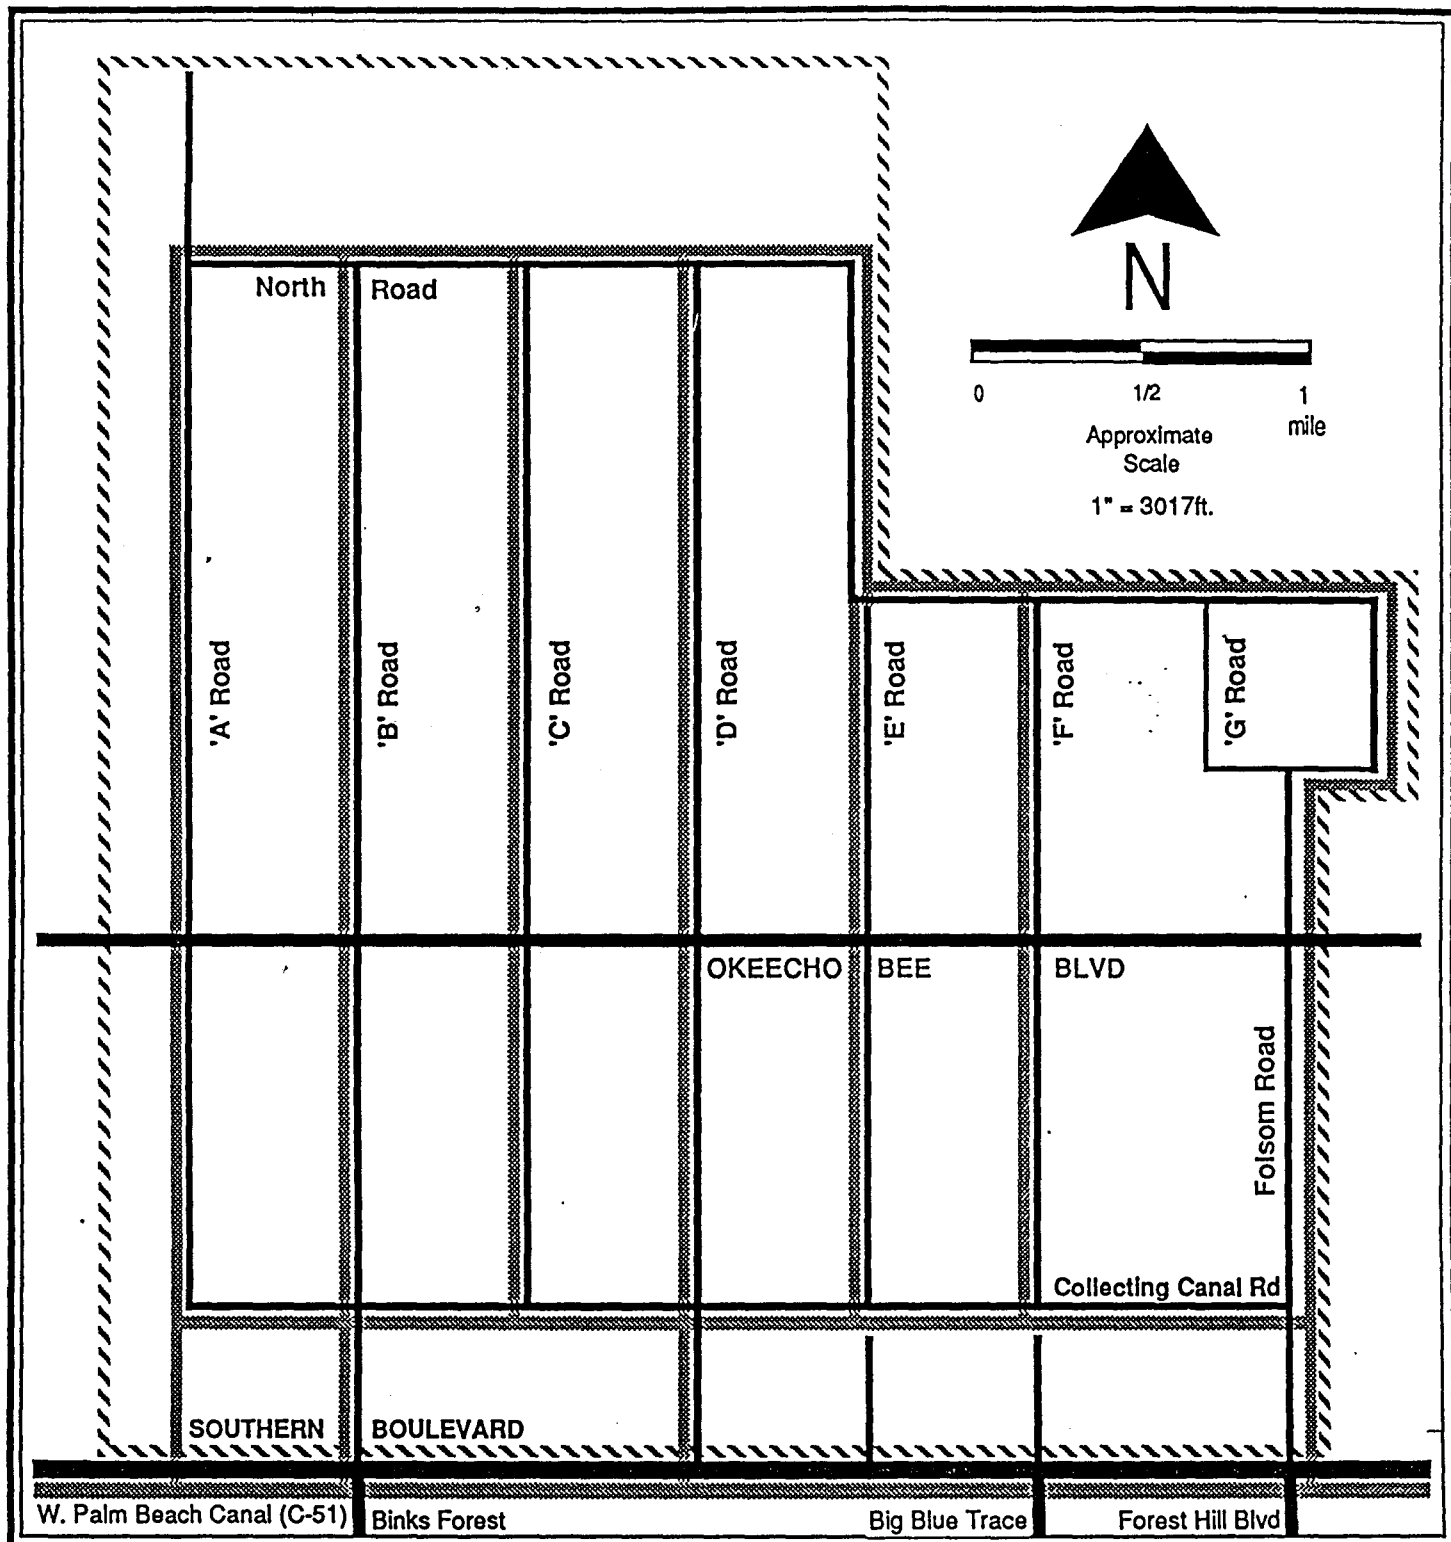 North Road
N
0 1/2 1
mile
Approximate
Scale
1" = 3017ft.
'A' Road
'B' Road
'C' Road
'D' Road
'E' Road
'F' Road
'G' Road
OKEECHO BEE BLVD
Folsom Road
Collecting Canal Rd
SOUTHERN BOULEVARD
W. Palm Beach Canal (C-51)
Binks Forest
Big Blue Trace
Forest Hill Blvd